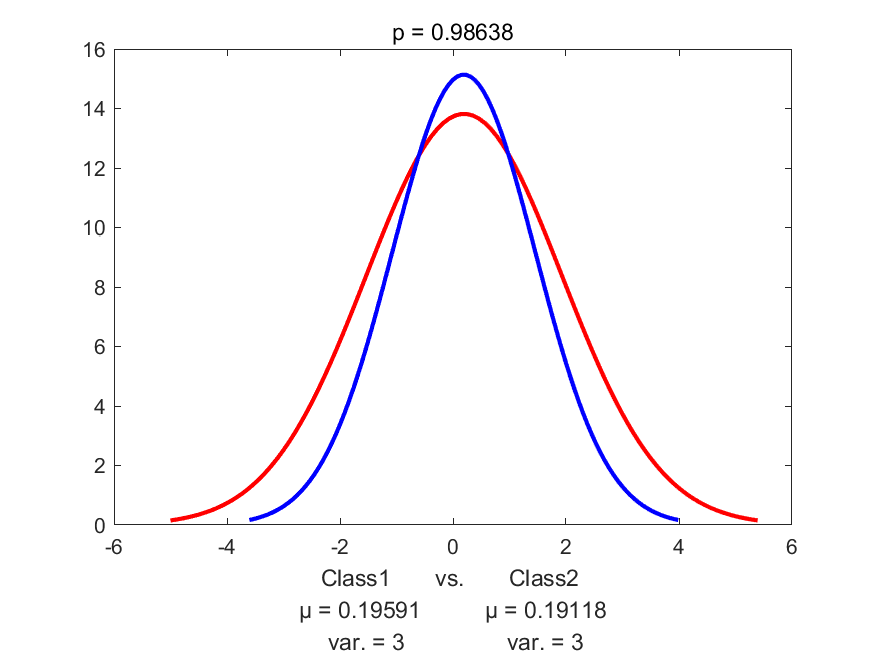 p = 0.98638
16
14
12
10
8
6
4
2
0
-6 -4 -2 0 2 4 6
Class1 vs. Class2
μ = 0.19591 μ = 0.19118
var. = 3 var. = 3